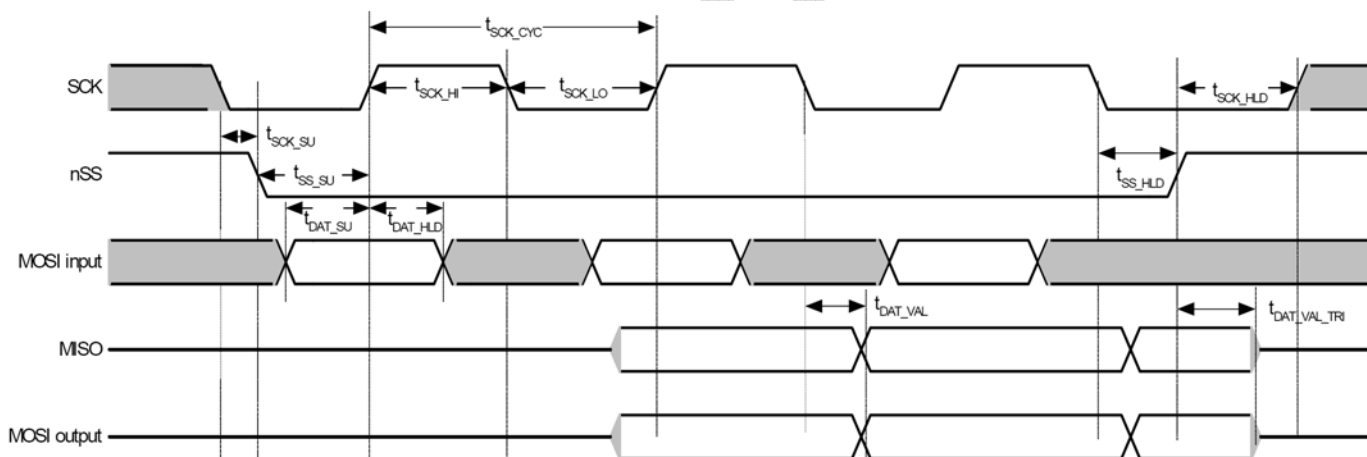 tSCK_CYC
SCK
tSCK_HI
tSCK_LO
tSCK_HLD
tSCK_SU
nSS
tSS_SU
tSS_HLD
tDAT_SU
tDAT_HLD
MOSI input
tDAT_VAL
tDAT_VAL_TRI
MISO
MOSI output